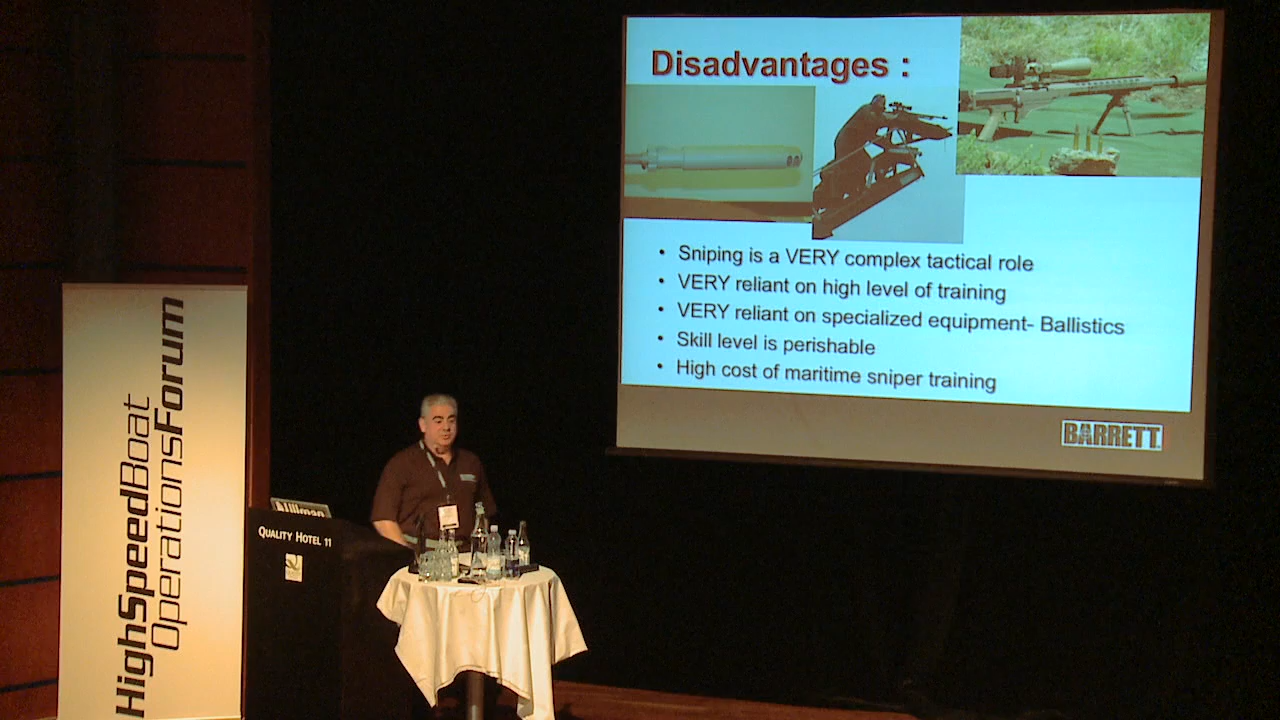 Disadvantages :
• Sniping is a VERY complex tactical role
• VERY reliant on high level of training
• VERY reliant on specialized equipment- Ballistics
• Skill level is perishable
• High cost of maritime sniper training
BARRETT
HighSpeedBoat
OperationsForum
QUALITY HOTEL 11